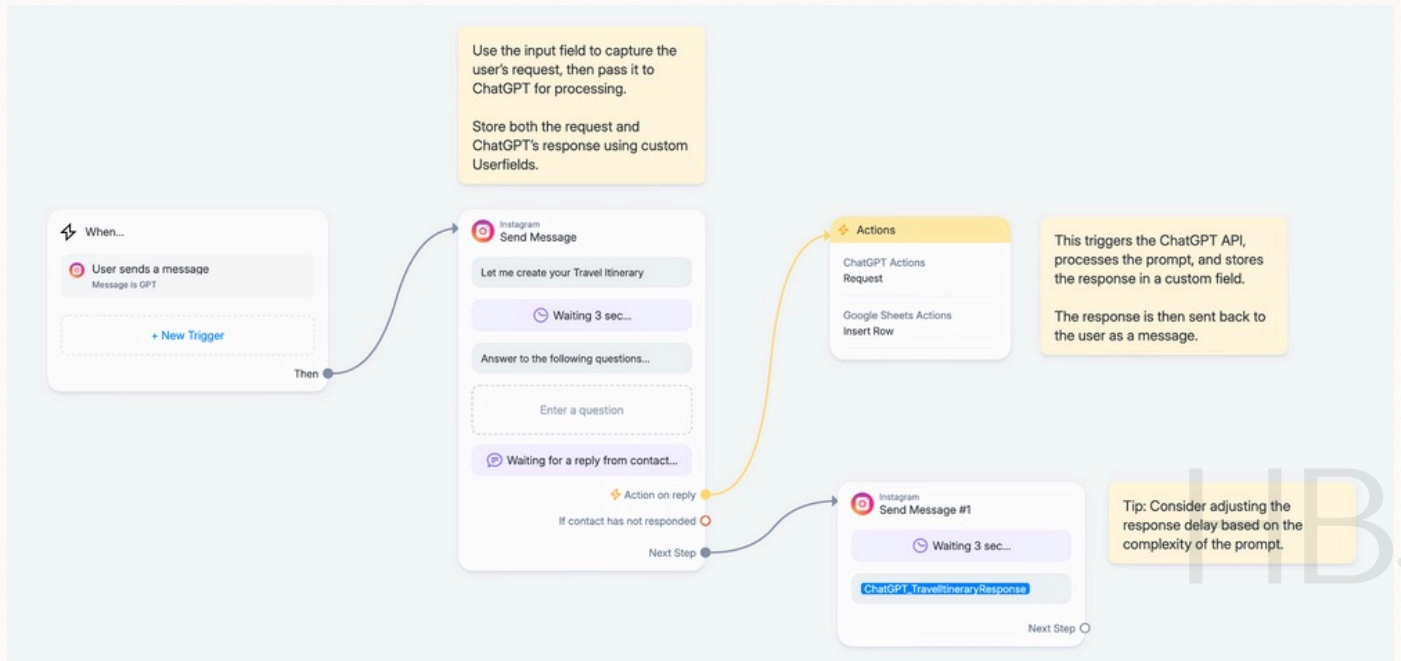 Use the input field to capture the
user's request, then pass it to
ChatGPT for processing.
Store both the request and
ChatGPT's response using custom
Userfields.
When...
User sends a message
Message is GPT
+ New Trigger
Then
Instagram
Send Message
Let me create your Travel Itinerary
Waiting 3 sec...
Answer to the following questions...
Enter a question
Waiting for a reply from contact...
Action on reply
If contact has not responded
Next Step
Actions
ChatGPT Actions
Request
Google Sheets Actions
Insert Row
This triggers the ChatGPT API,
processes the prompt, and stores
the response in a custom field.
The response is then sent back to
the user as a message.
Instagram
Send Message #1
Waiting 3 sec...
ChatGPT_TravelItineraryResponse
Next Step
Tip: Consider adjusting the
response delay based on the
complexity of the prompt.